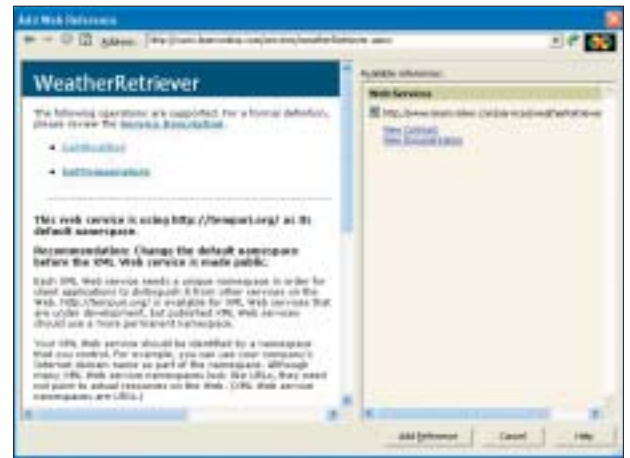 Add Web Reference
Address:
WeatherRetriever
The following operations are supported. For a formal definition,
please review the Service Description.
GetWeather
GetTemperature
This web service is using http://tempuri.org/ as its
default namespace.
Recommendation: Change the default namespace
before the XML Web service is made public.
Each XML Web service needs a unique namespace in order for
client applications to distinguish it from other services on the
Web. http://tempuri.org/ is available for XML Web services that
are under development, but published XML Web services
should use a more permanent namespace.
Your XML Web service should be identified by a namespace
that you control. For example, you can use your company's
Internet domain name as part of the namespace. Although
many XML Web service namespaces look like URLs, they need
not point to actual resources on the Web. (XML Web service
namespaces are URLs.)
Available references:
Web Services
View Contract
View Documentation
Add Reference
Cancel
Help